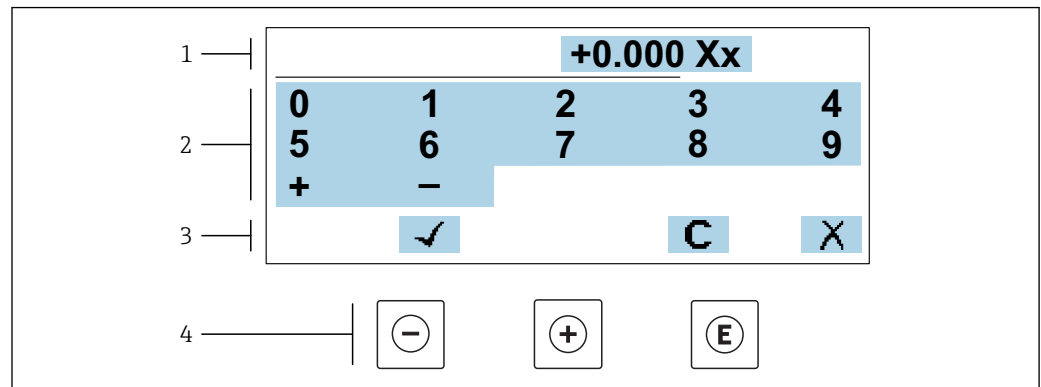 1 +0.000 Xx
0 1 2 3 4
2 5 6 7 8 9
+ −
3 ✓ C X
4 − + E